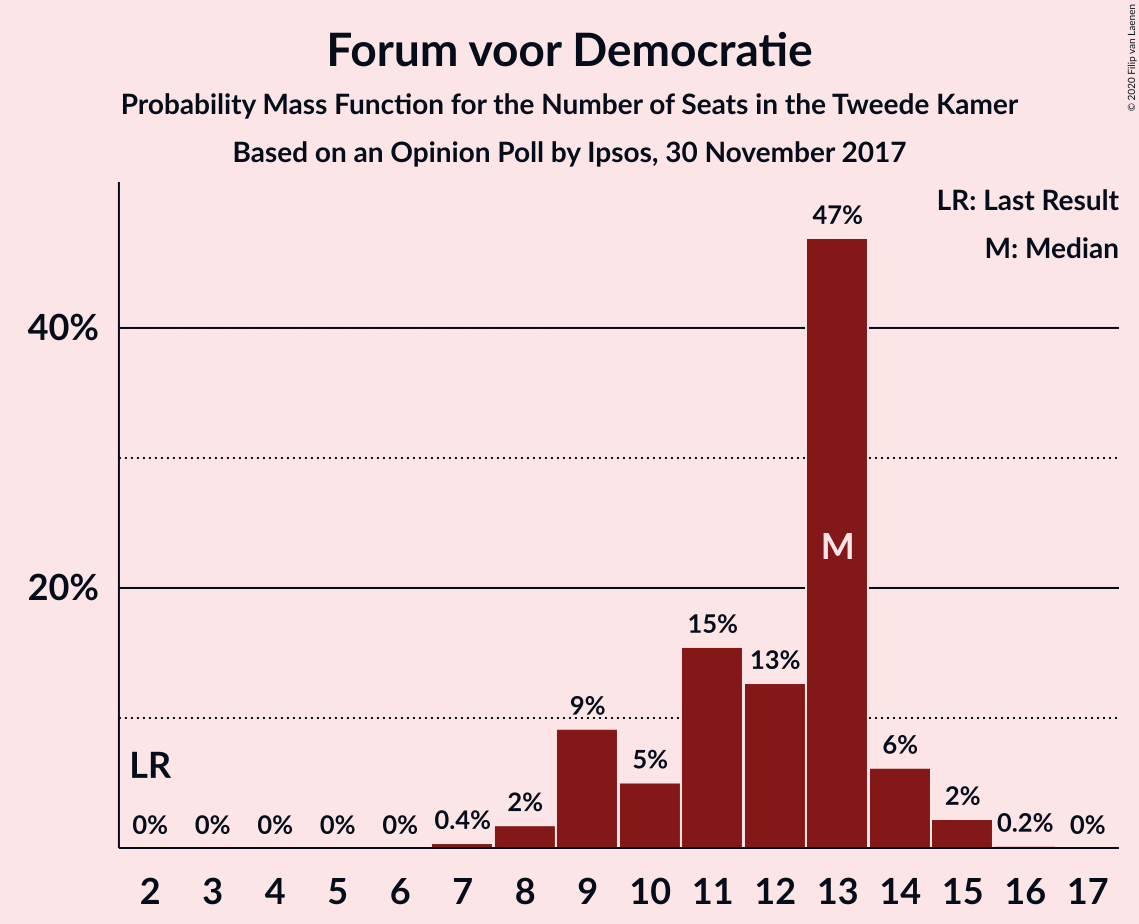 Forum voor Democratie
Probability Mass Function for the Number of Seats in the Tweede Kamer
Based on an Opinion Poll by Ipsos, 30 November 2017
© 2020 Filip van Laenen
LR: Last Result
M: Median
47%
40%
M
20%
15%
13%
9%
6%
5%
LR
2%
2%
0% 0% 0% 0% 0% 0.4% 0.2% 0%
2 3 4 5 6 7 8 9 10 11 12 13 14 15 16 17